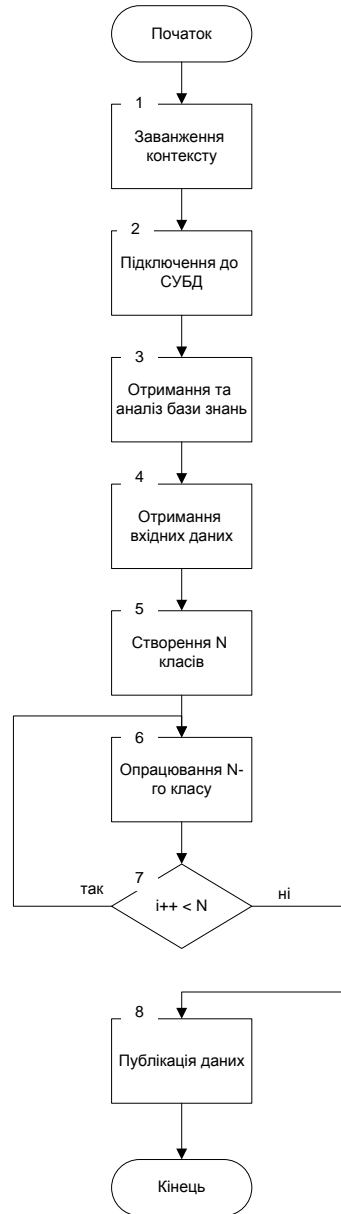 Початок
1
Заванження
контексту
2
Підключення до
СУБД
3
Отримання та
аналіз бази знань
4
Отримання
вхідних даних
5
Створення N
класів
6
Опрацювання N-
го класу
7
так
i++ < N
ні
8
Публікація даних
Кінець